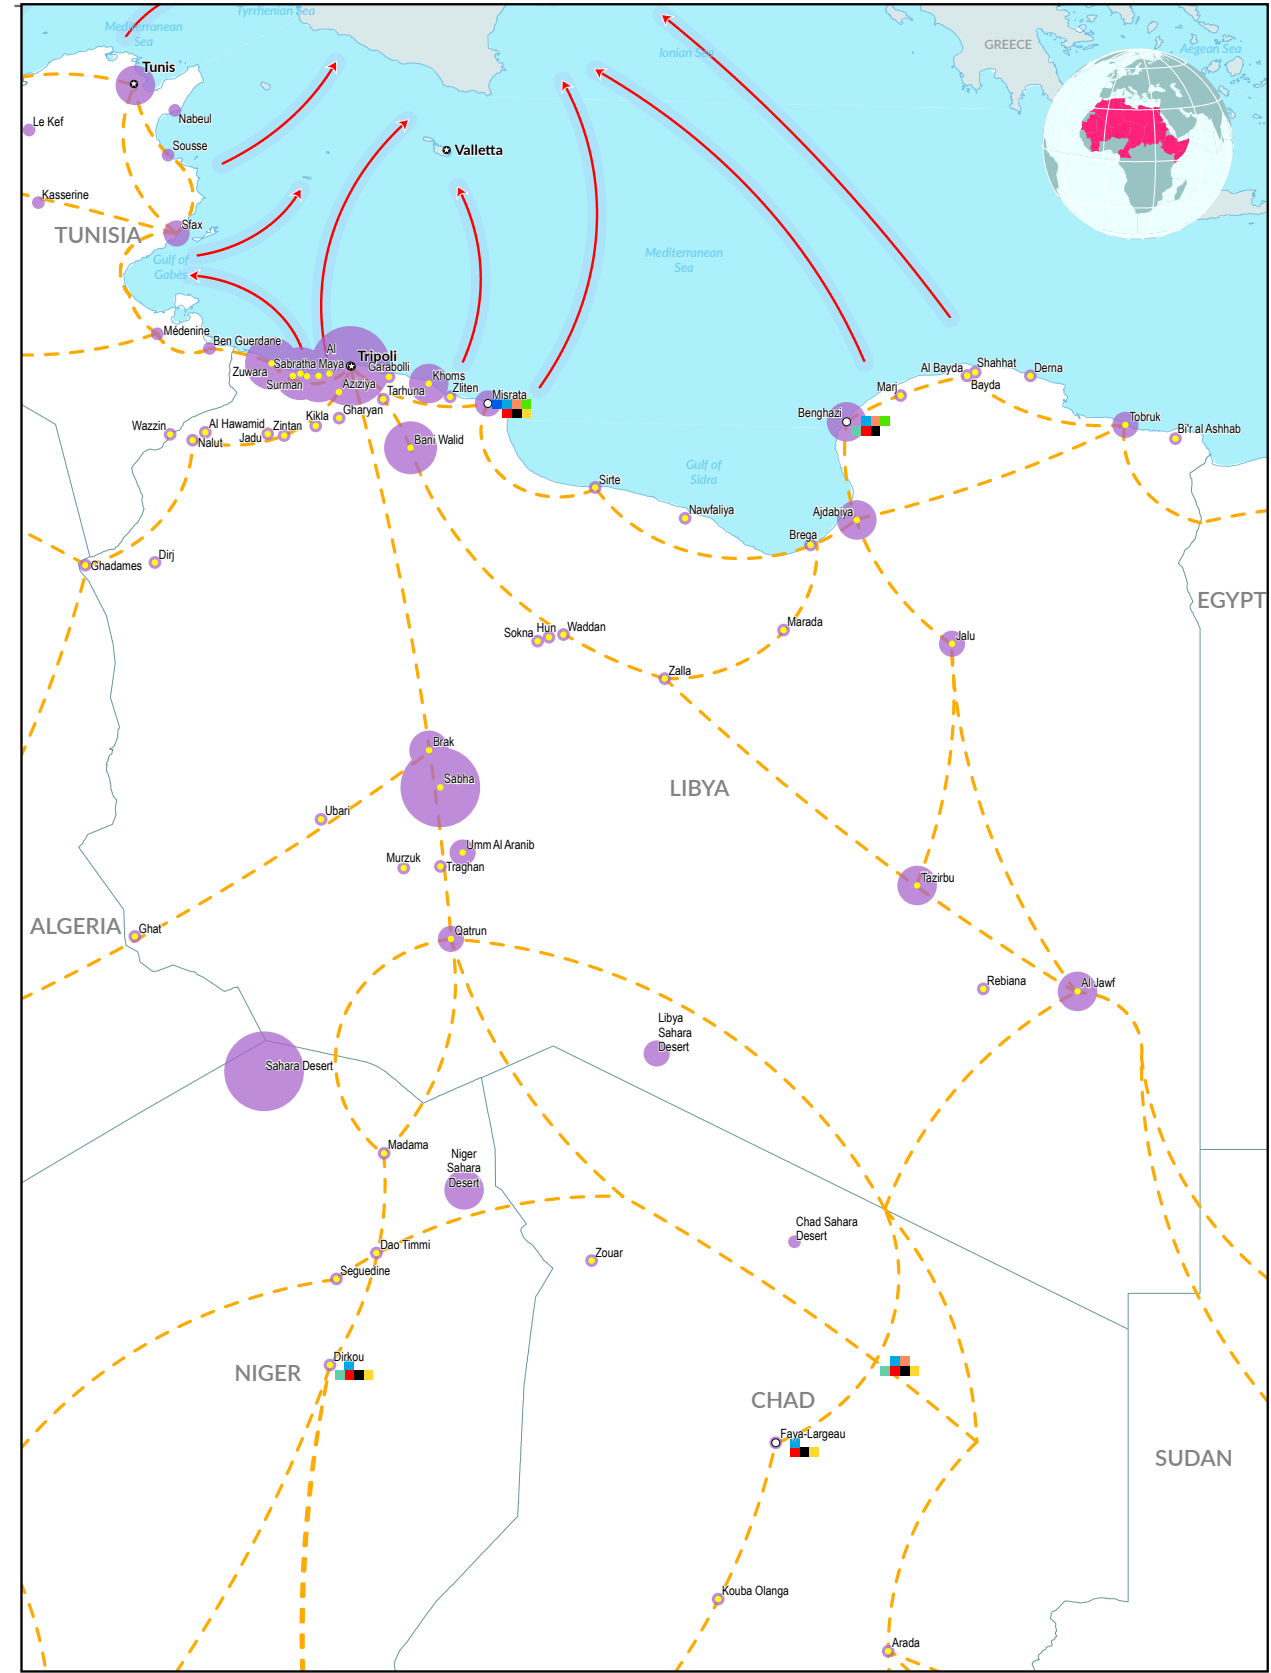 Tyrrhenian Sea
Mediterranean
Sea
Ionian Sea
GREECE
Aegean Sea
Tunis
Nabeul
Le Kef
Sousse
Valletta
Kasserine
Sfax
TUNISIA
Gulf of
Gabès
Mediterranean
Sea
Médenine
Ben Guerdane
Al
Maya
Tripoli
Zuwara
Sabratha
Garabolli
Surman
Aziziya
Khoms
Tarhuna
Zliten
Misrata
Gharyan
Kikla
Al Bayda
Shahhat
Bayda
Derna
Marj
Benghazi
Tobruk
Bi'r al Ashhab
Wazzin
Al Hawamid
Jadu
Zintan
Nalut
Bani Walid
Gulf of
Sidra
Sirte
Nawfaliya
Ajdabiya
Brega
Ghadames
Dirj
EGYPT
Sokna
Hun
Waddan
Marada
Jalu
Zalla
Brak
Sabha
LIBYA
Ubari
Umm Al Aranib
Murzuk
Traghan
Tazirbu
ALGERIA
Ghat
Qatrun
Rebiana
Al Jawf
Libya
Sahara
Desert
Sahara Desert
Madama
Niger
Sahara
Desert
Chad Sahara
Desert
Dao Timmi
Zouar
Seguedine
Dirkou
NIGER
CHAD
Faya-Largeau
SUDAN
Kouba Olanga
Arada